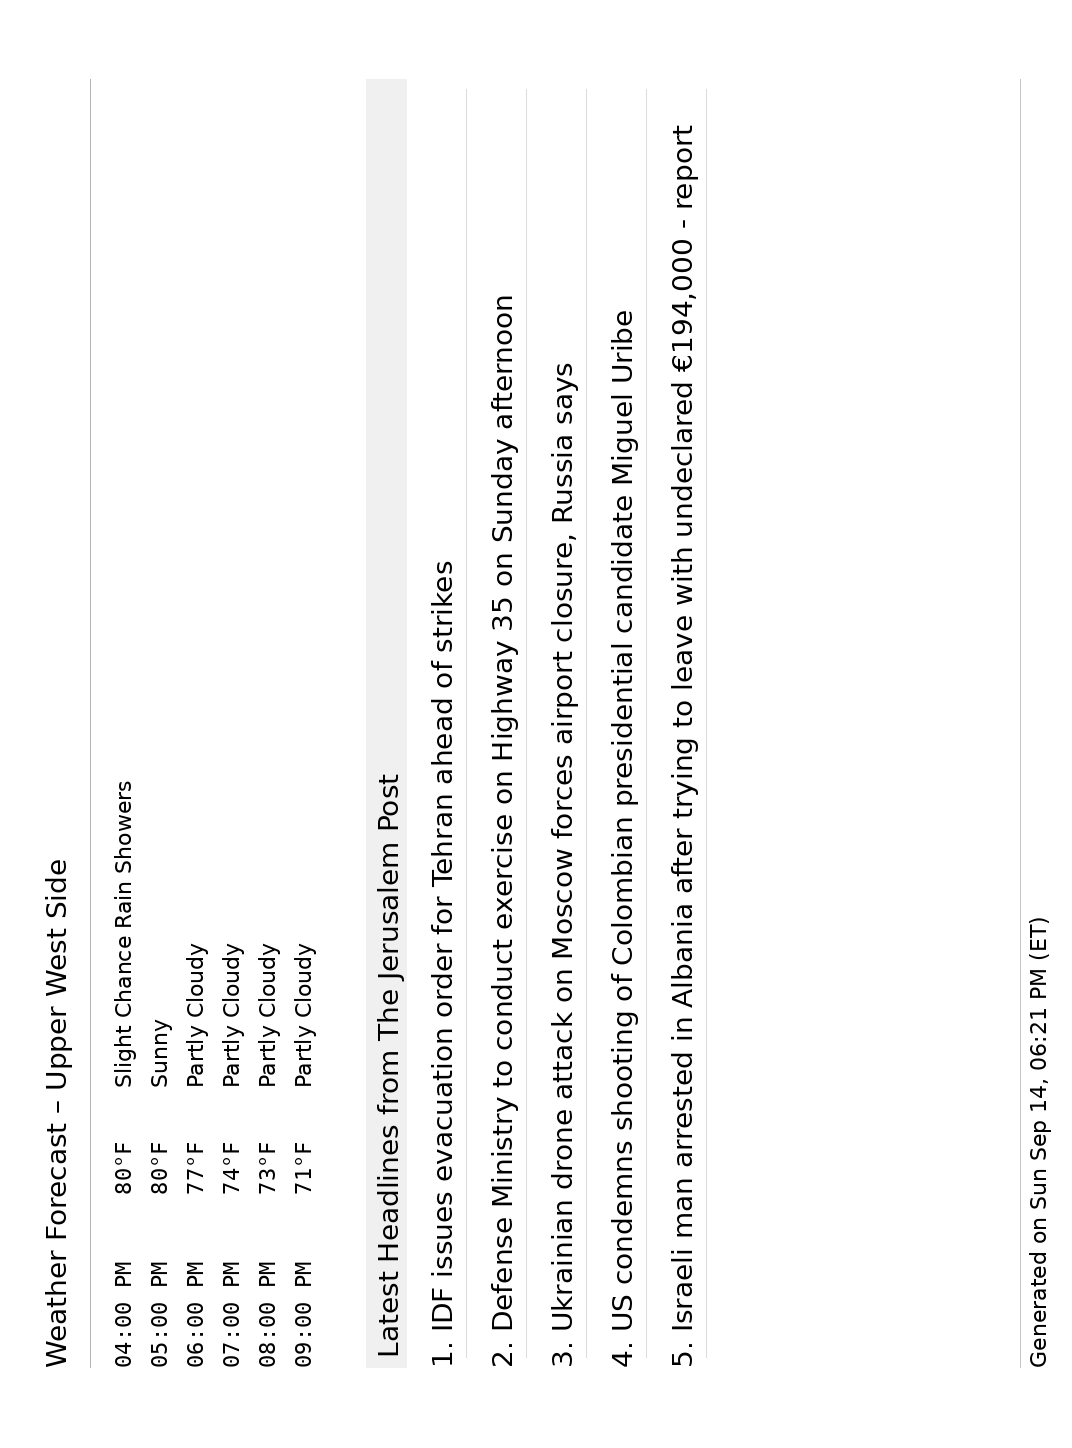 Weather Forecast – Upper West Side
04:00 PM 80°F Slight Chance Rain Showers
05:00 PM 80°F Sunny
06:00 PM 77°F Partly Cloudy
07:00 PM 74°F Partly Cloudy
08:00 PM 73°F Partly Cloudy
09:00 PM 71°F Partly Cloudy
Latest Headlines from The Jerusalem Post
1. IDF issues evacuation order for Tehran ahead of strikes
2. Defense Ministry to conduct exercise on Highway 35 on Sunday afternoon
3. Ukrainian drone attack on Moscow forces airport closure, Russia says
4. US condemns shooting of Colombian presidential candidate Miguel Uribe
5. Israeli man arrested in Albania after trying to leave with undeclared €194,000 - report
Generated on Sun Sep 14, 06:21 PM (ET)